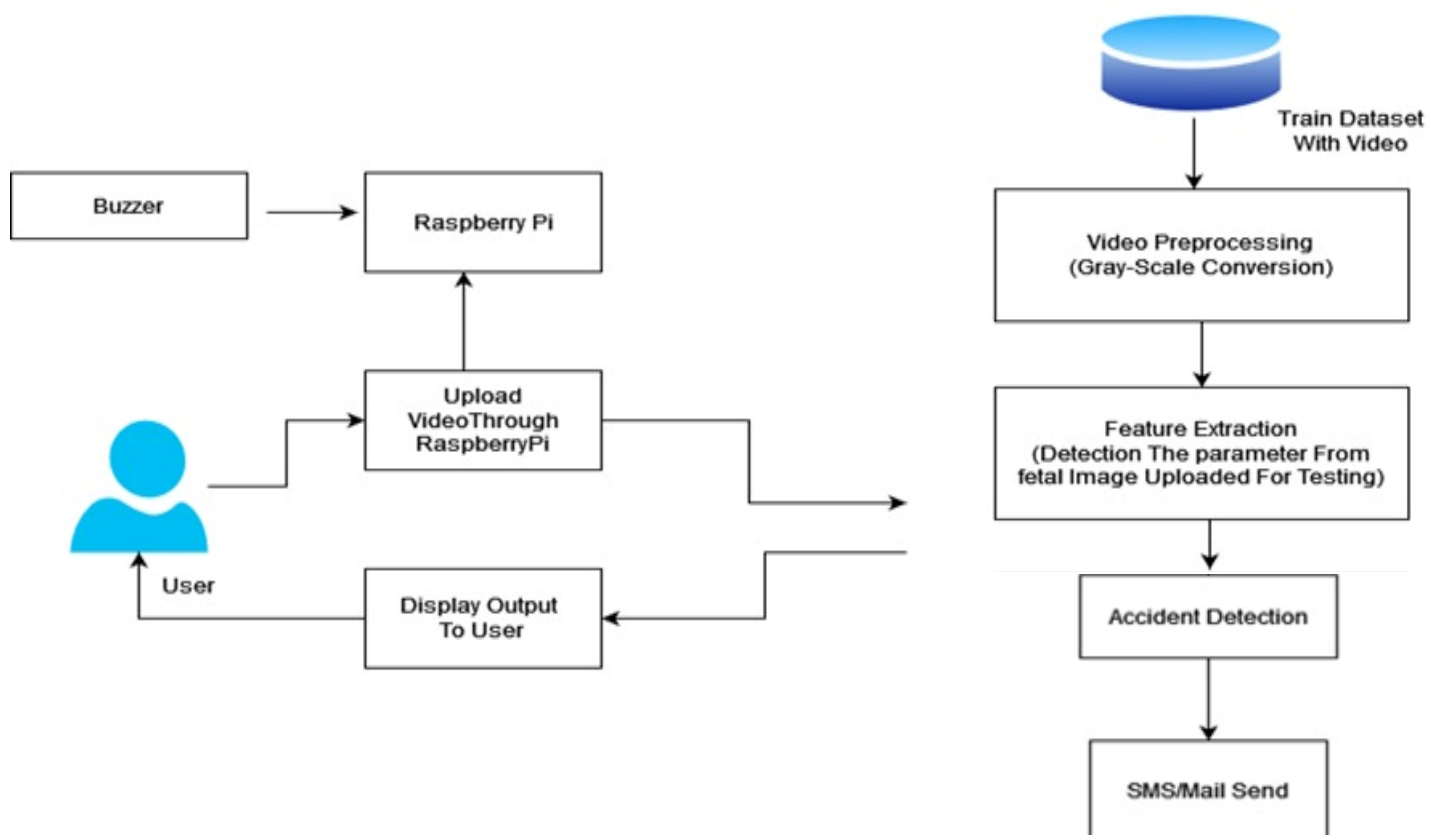 Train Dataset
With Video
Buzzer
Raspberry Pi
Video Preprocessing
(Gray-Scale Conversion)
Upload
VideoThrough
RaspberryPi
Feature Extraction
(Detection The parameter From
fetal Image Uploaded For Testing)
User
Display Output
To User
Accident Detection
SMS/Mail Send